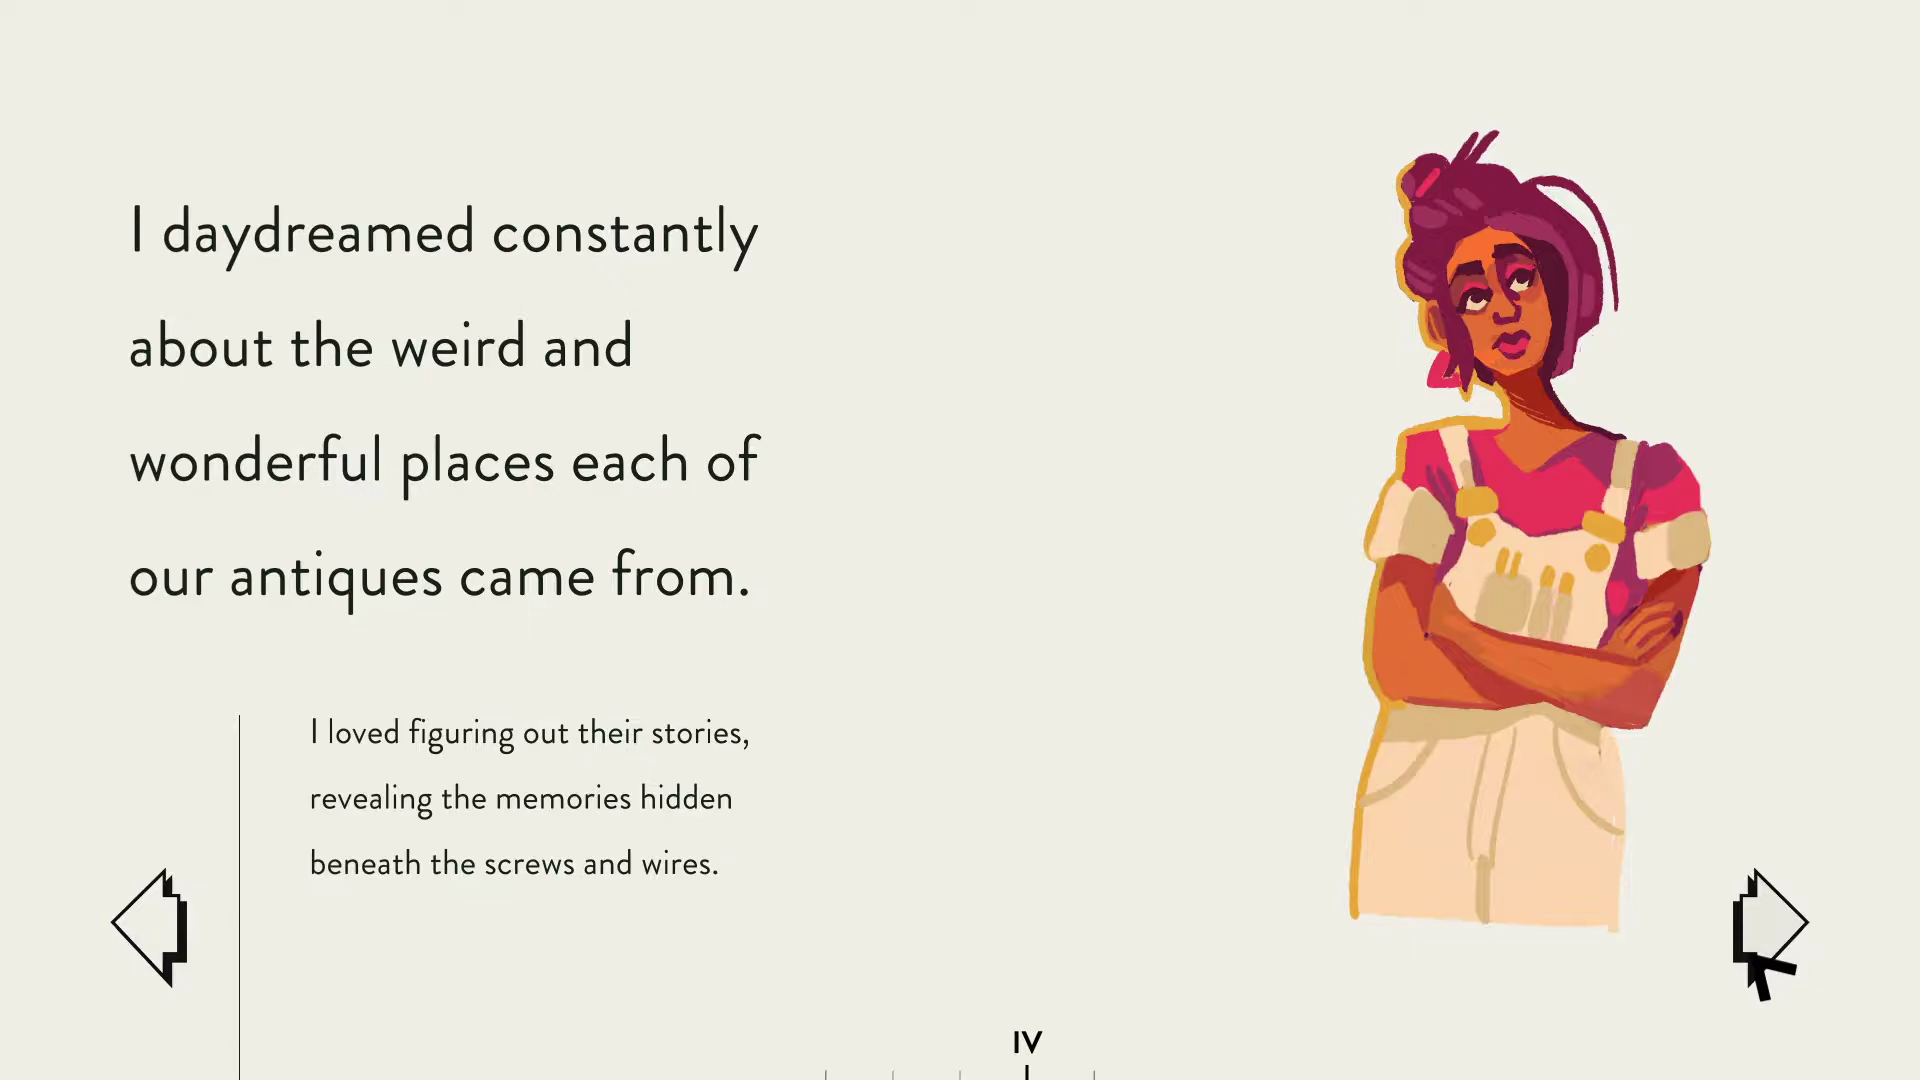 I daydreamed constantly
about the weird and
wonderful places each of
our antiques came from.
I loved figuring out their stories,
revealing the memories hidden
beneath the screws and wires.
IV